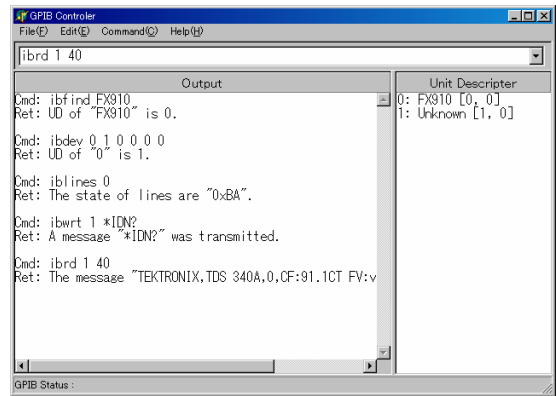 GPIB Controler
File(F) Edit(E) Command(C) Help(H)
ibrd 1 40
Output
Unit Descripter
Cmd: ibfind FX910
Ret: UD of "FX910" is 0.
Cmd: ibdev 0 1 0 0 0 0
Ret: UD of "0" is 1.
Cmd: iblines 0
Ret: The state of lines are "0xBA".
Cmd: ibwrt 1 *IDN?
Ret: A message "*IDN?" was transmitted.
Cmd: ibrd 1 40
Ret: The message "TEKTRONIX,TDS 340A,0,CF:91.1CT FV:v
0: FX910 [0, 0]
1: Unknown [1, 0]
GPIB Status :